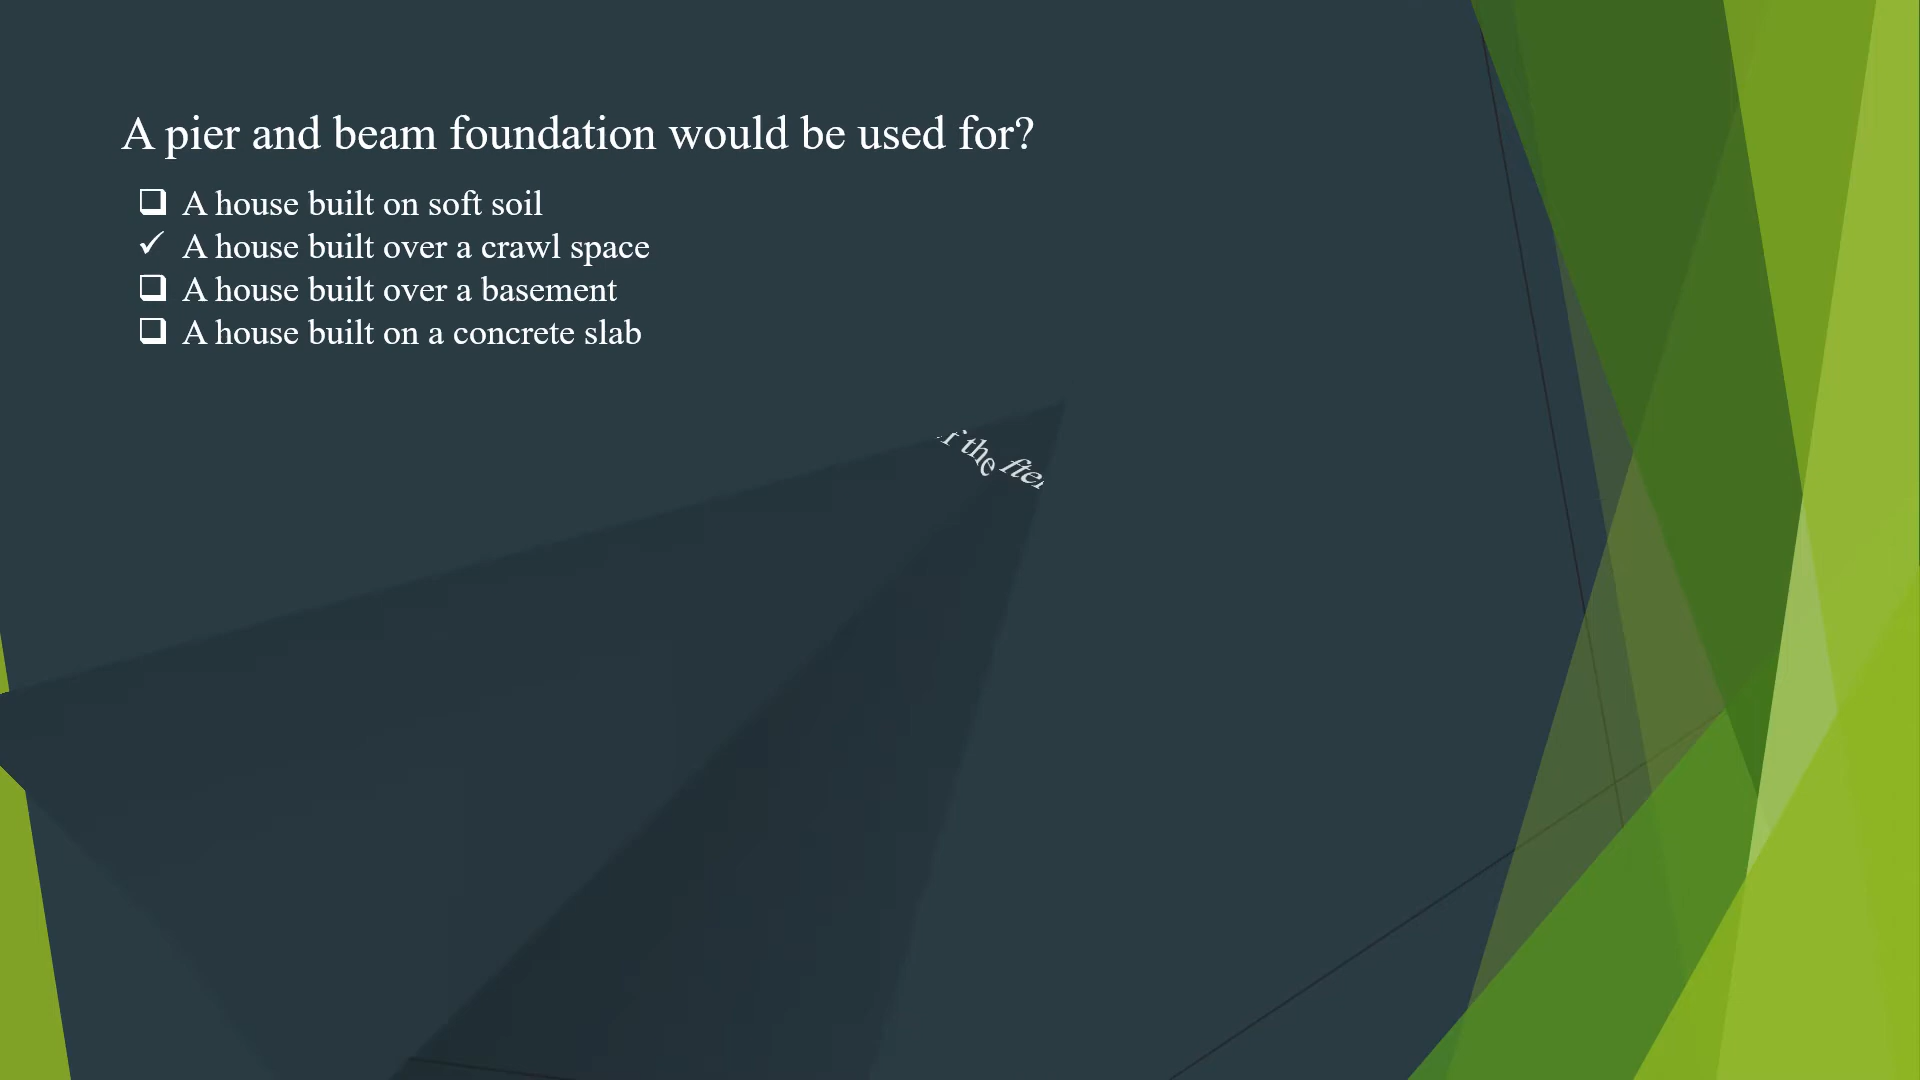 A pier and beam foundation would be used for?
A house built on soft soil
A house built over a crawl space
A house built over a basement
A house built on a concrete slab
the